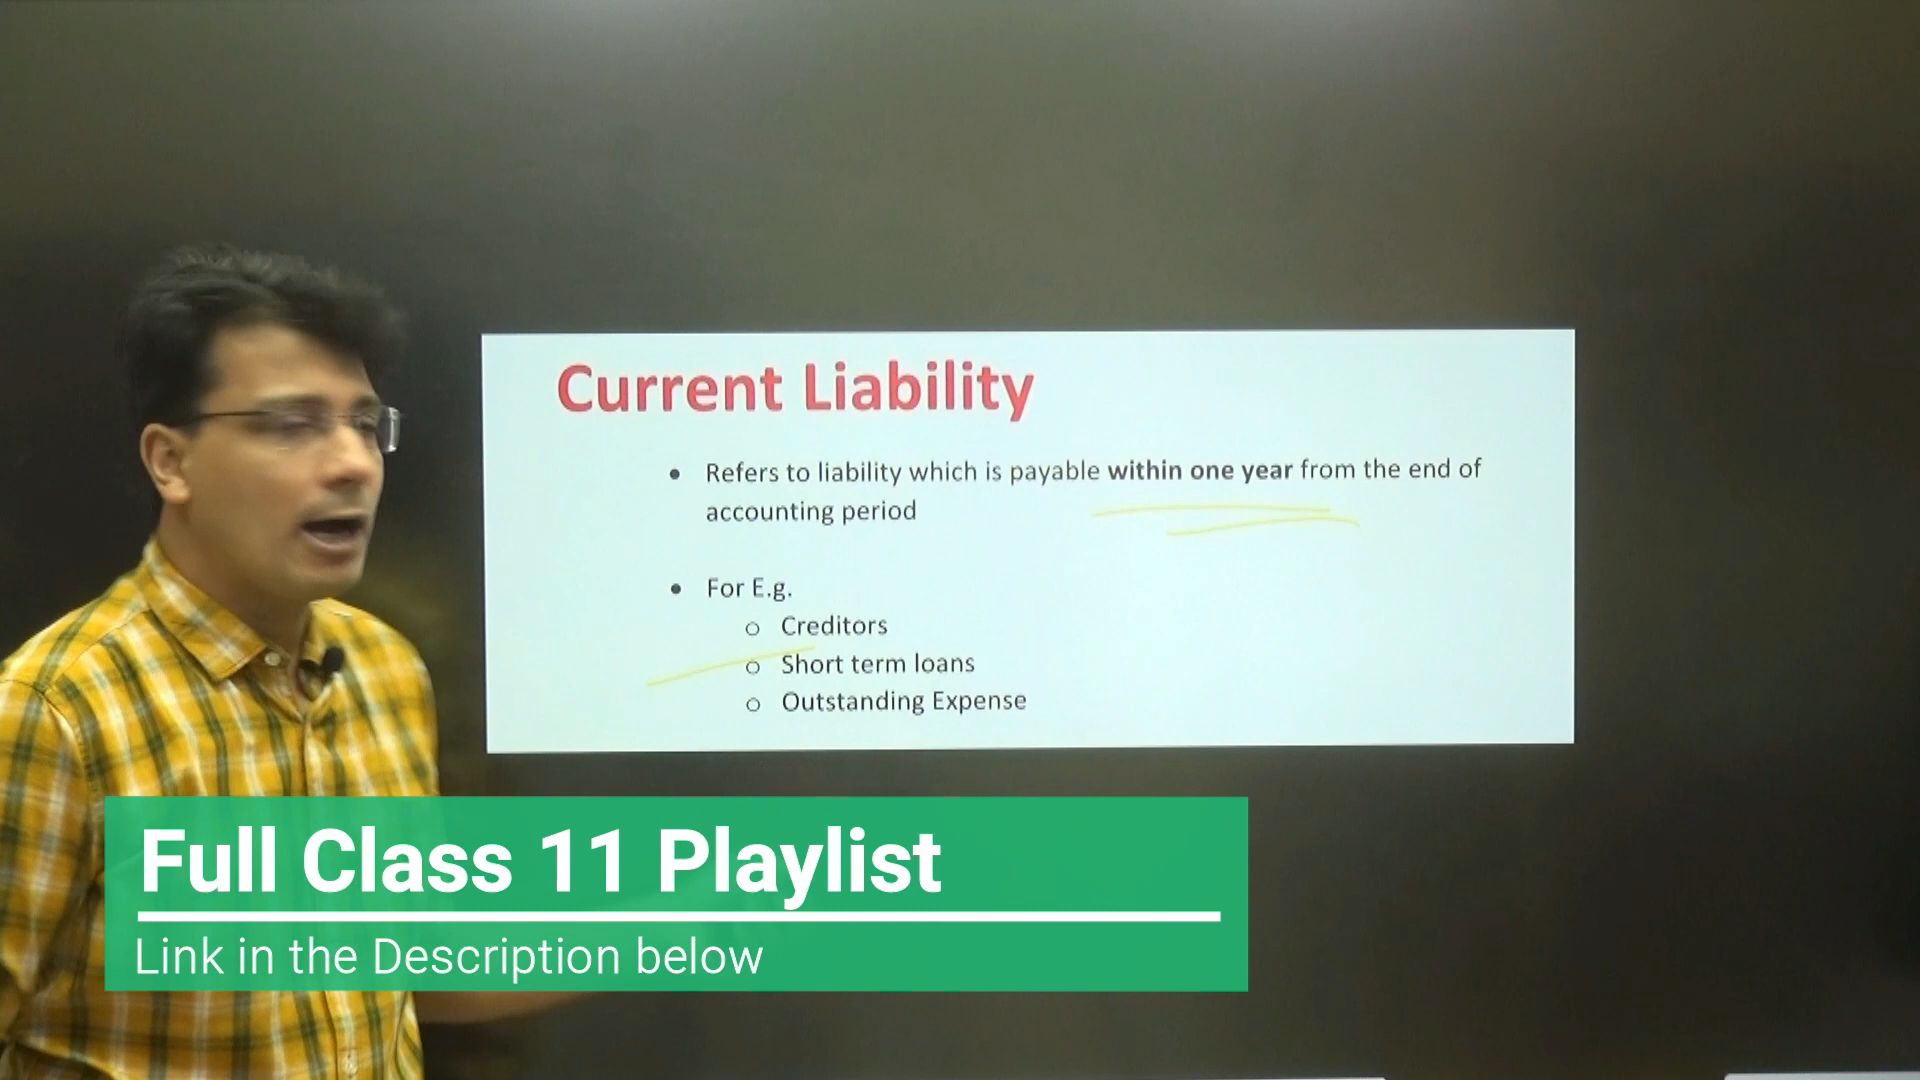 Current Liability
• Refers to liability which is payable within one year from the end of
accounting period
• For E.g.
o Creditors
o Short term loans
o Outstanding Expense
Full Class 11 Playlist
Link in the Description below